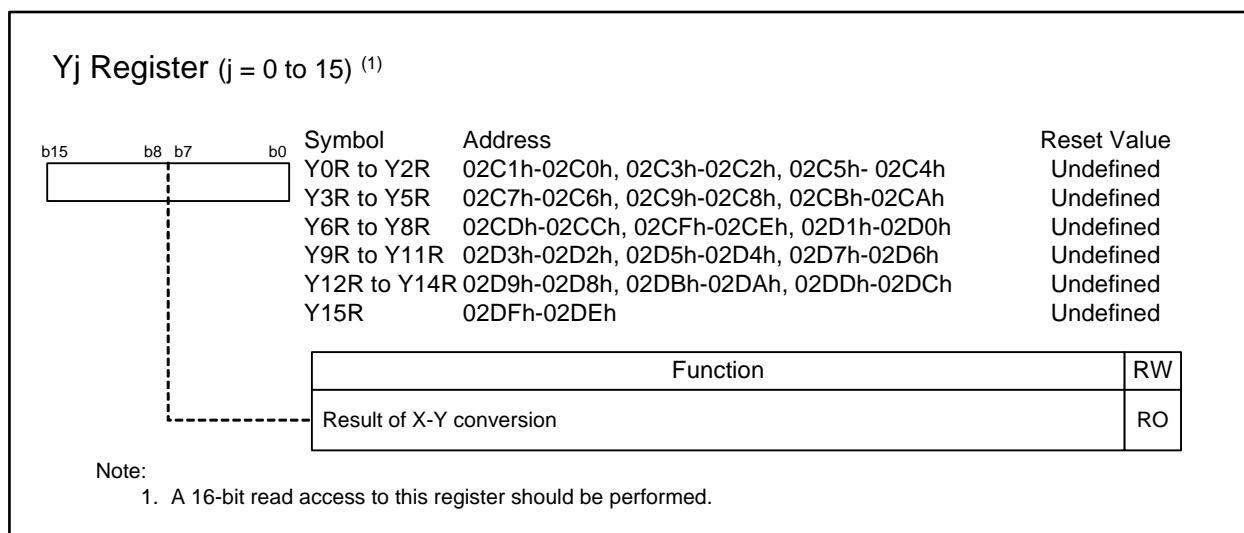 Yj Register (j = 0 to 15) (1)
b15 b8 b7 b0
Symbol Address Reset Value
Y0R to Y2R 02C1h-02C0h, 02C3h-02C2h, 02C5h- 02C4h Undefined
Y3R to Y5R 02C7h-02C6h, 02C9h-02C8h, 02CBh-02CAh Undefined
Y6R to Y8R 02CDh-02CCh, 02CFh-02CEh, 02D1h-02D0h Undefined
Y9R to Y11R 02D3h-02D2h, 02D5h-02D4h, 02D7h-02D6h Undefined
Y12R to Y14R 02D9h-02D8h, 02DBh-02DAh, 02DDh-02DCh Undefined
Y15R 02DFh-02DEh Undefined
Function RW
Result of X-Y conversion RO
Note:
1. A 16-bit read access to this register should be performed.